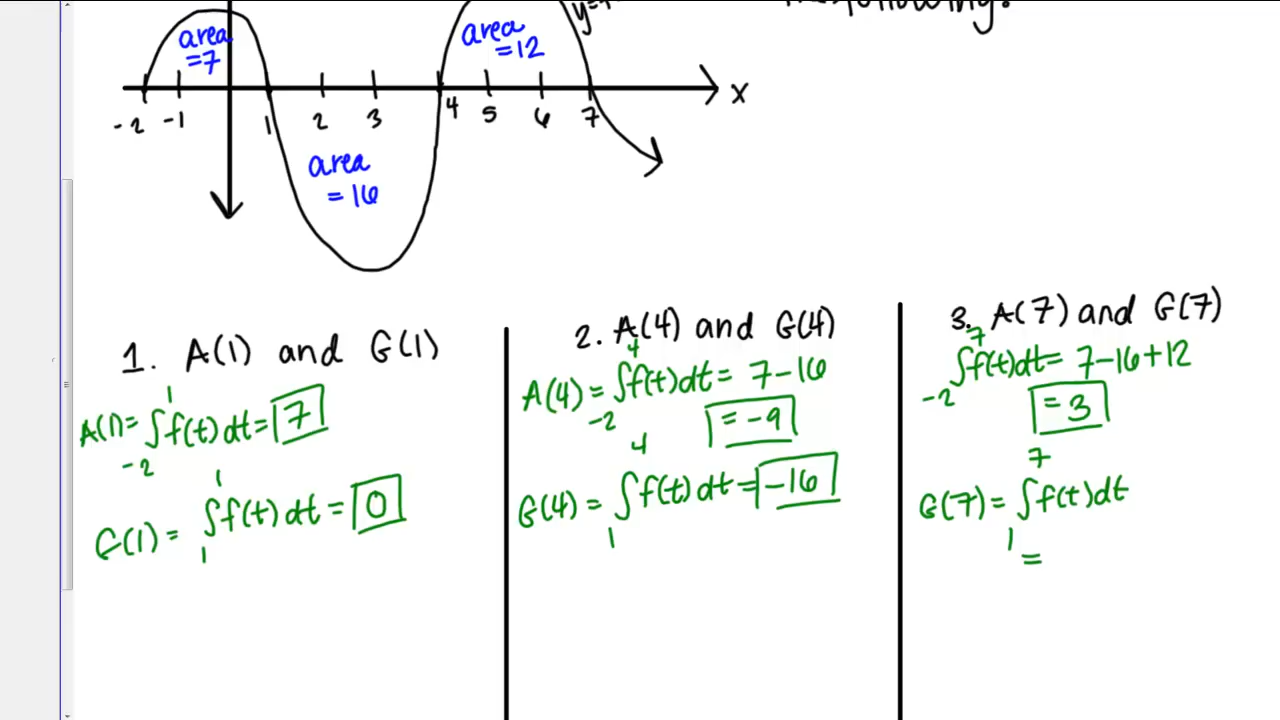 following:
area
=7
area
=12
x
-2 -1 1 2 3 4 5 6 7
area
=16
1. A(1) and G(1)
A(1)= ∫ f(t)dt= 7
1
-2
G(1)= ∫ f(t)dt= 0
1
1
2. A(4) and G(4)
A(4)= ∫ f(t)dt= 7-16
4
-2
= -9
G(4)= ∫ f(t)dt= -16
4
1
3. A(7) and G(7)
7
∫ f(t)dt= 7-16+12
-2
= 3
7
G(7)= ∫ f(t)dt
1
=